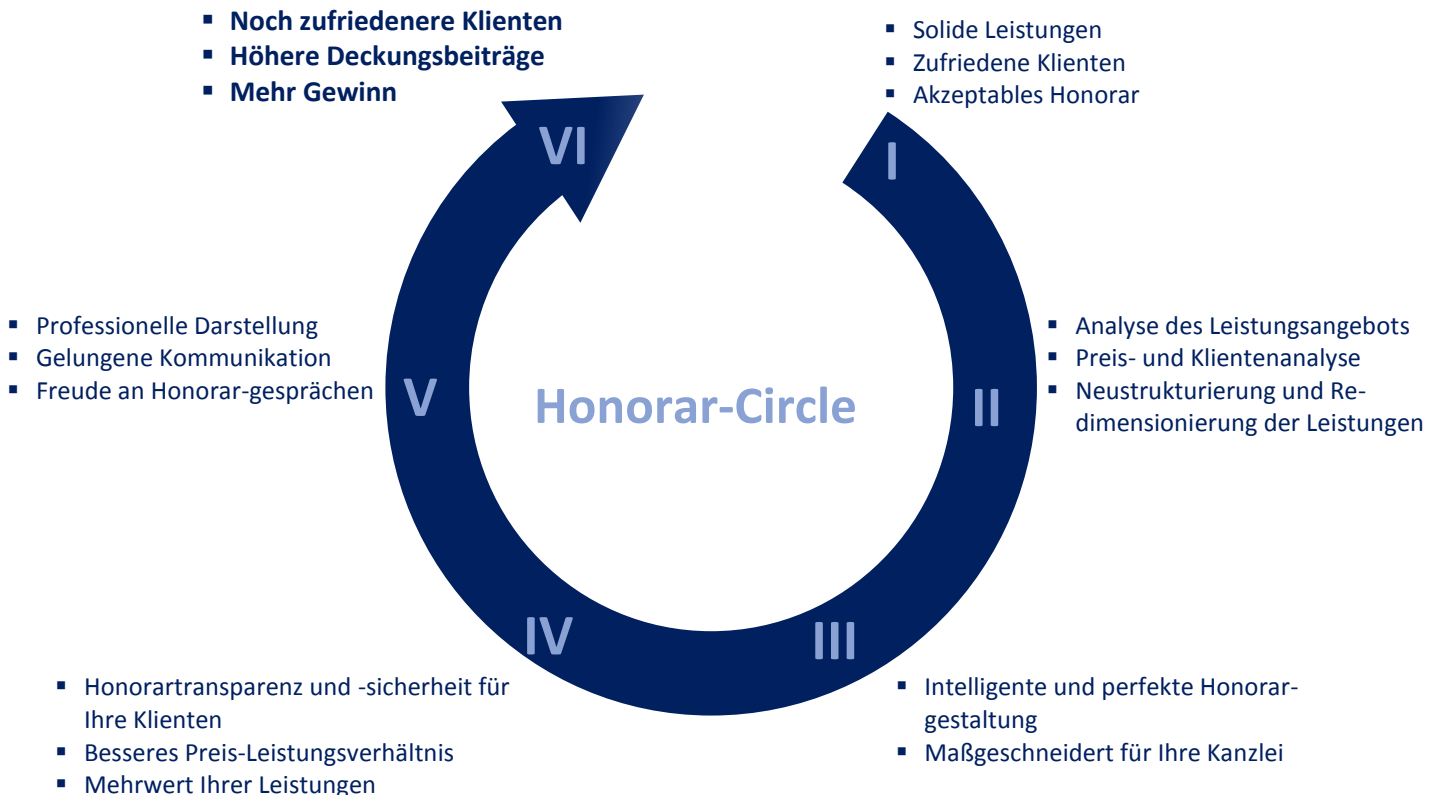 ▪ Noch zufriedenere Klienten
▪ Höhere Deckungsbeiträge
▪ Mehr Gewinn
VI
▪ Solide Leistungen
▪ Zufriedene Klienten
▪ Akzeptables Honorar
I
▪ Professionelle Darstellung
▪ Gelungene Kommunikation
▪ Freude an Honorar-gesprächen
V
Honorar-Circle
II
▪ Analyse des Leistungsangebots
▪ Preis- und Klientenanalyse
▪ Neustrukturierung und Re-
dimensionierung der Leistungen
IV
III
▪ Honorartransparenz und -sicherheit für
Ihre Klienten
▪ Besseres Preis-Leistungsverhältnis
▪ Mehrwert Ihrer Leistungen
▪ Intelligente und perfekte Honorar-
gestaltung
▪ Maßgeschneidert für Ihre Kanzlei